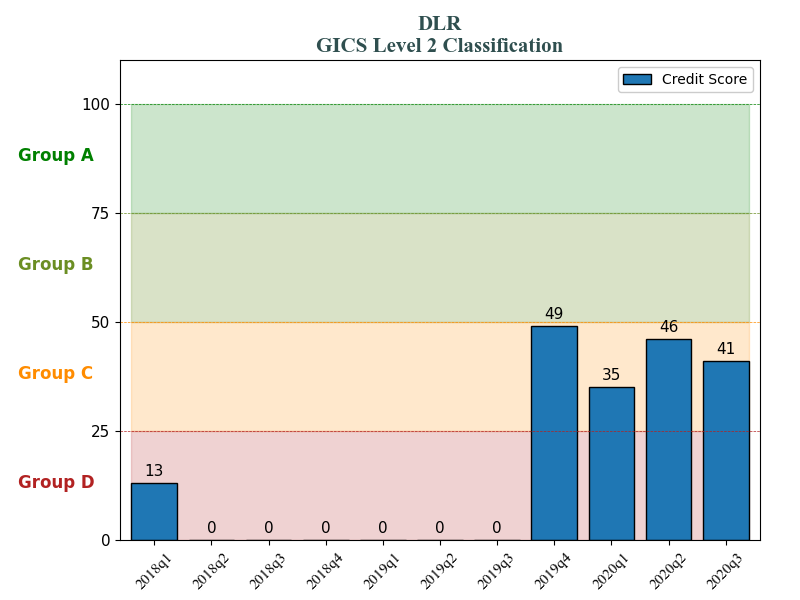 DLR
GICS Level 2 Classification
Credit Score
100
Group A
75
Group B
50
49
46
41
35
Group C
25
Group D
13
0 0 0 0 0 0
0
2018q1 2018q2 2018q3 2018q4 2019q1 2019q2 2019q3 2019q4 2020q1 2020q2 2020q3